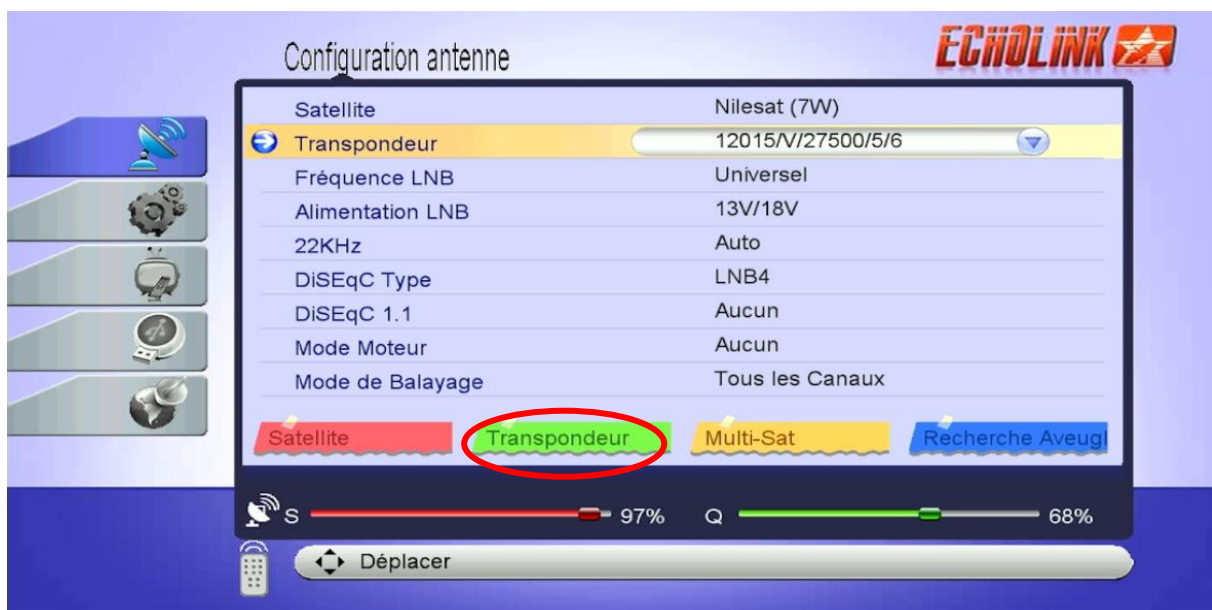 Configuration antenne
ECHOLINK
Satellite Nilesat (7W)
Transpondeur 12015/V/27500/5/6
Fréquence LNB Universel
Alimentation LNB 13V/18V
22KHz Auto
DiSEqC Type LNB4
DiSEqC 1.1 Aucun
Mode Moteur Aucun
Mode de Balayage Tous les Canaux
Satellite Transpondeur Multi-Sat Recherche Aveugl
S 97% Q 68%
Déplacer